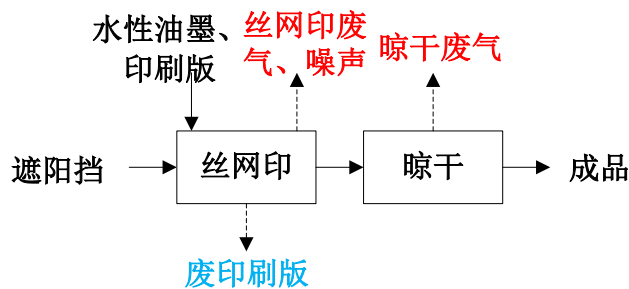 水性油墨、
印刷版
丝网印废
气、噪声
晾干废气
遮阳挡
丝网印
晾干
成品
废印刷版